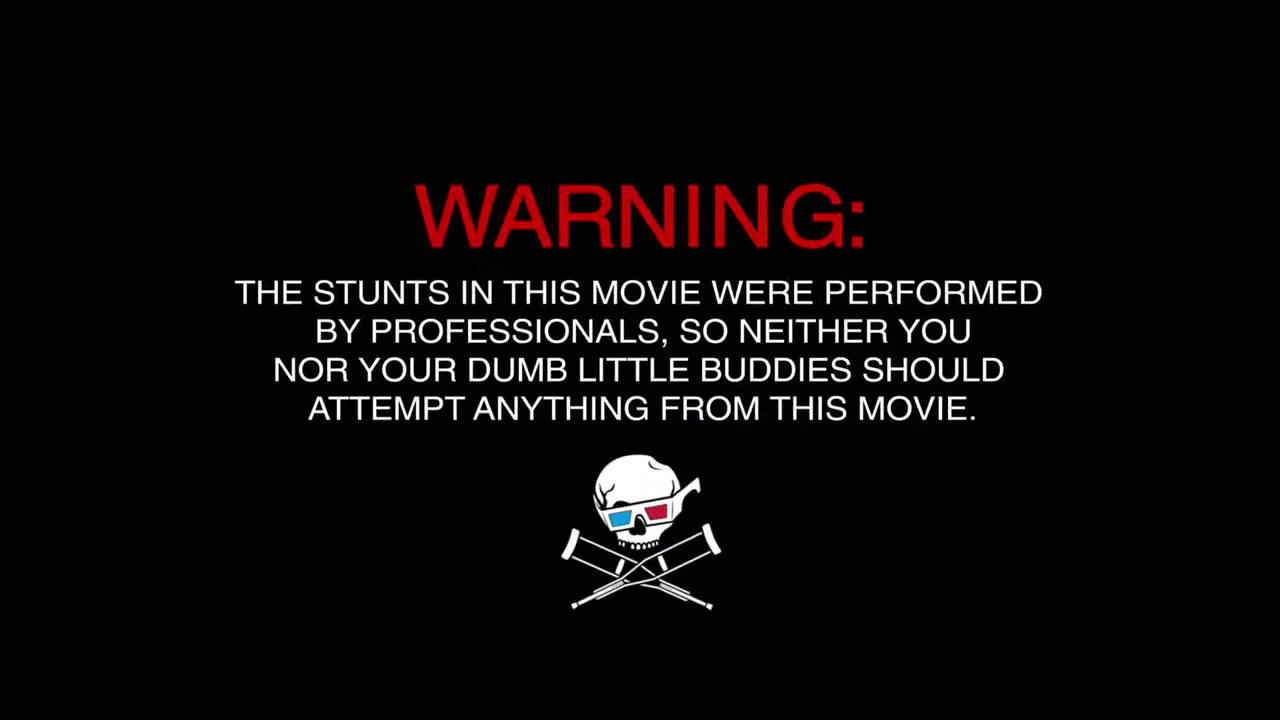 WARNING:
THE STUNTS IN THIS MOVIE WERE PERFORMED
BY PROFESSIONALS, SO NEITHER YOU
NOR YOUR DUMB LITTLE BUDDIES SHOULD
ATTEMPT ANYTHING FROM THIS MOVIE.